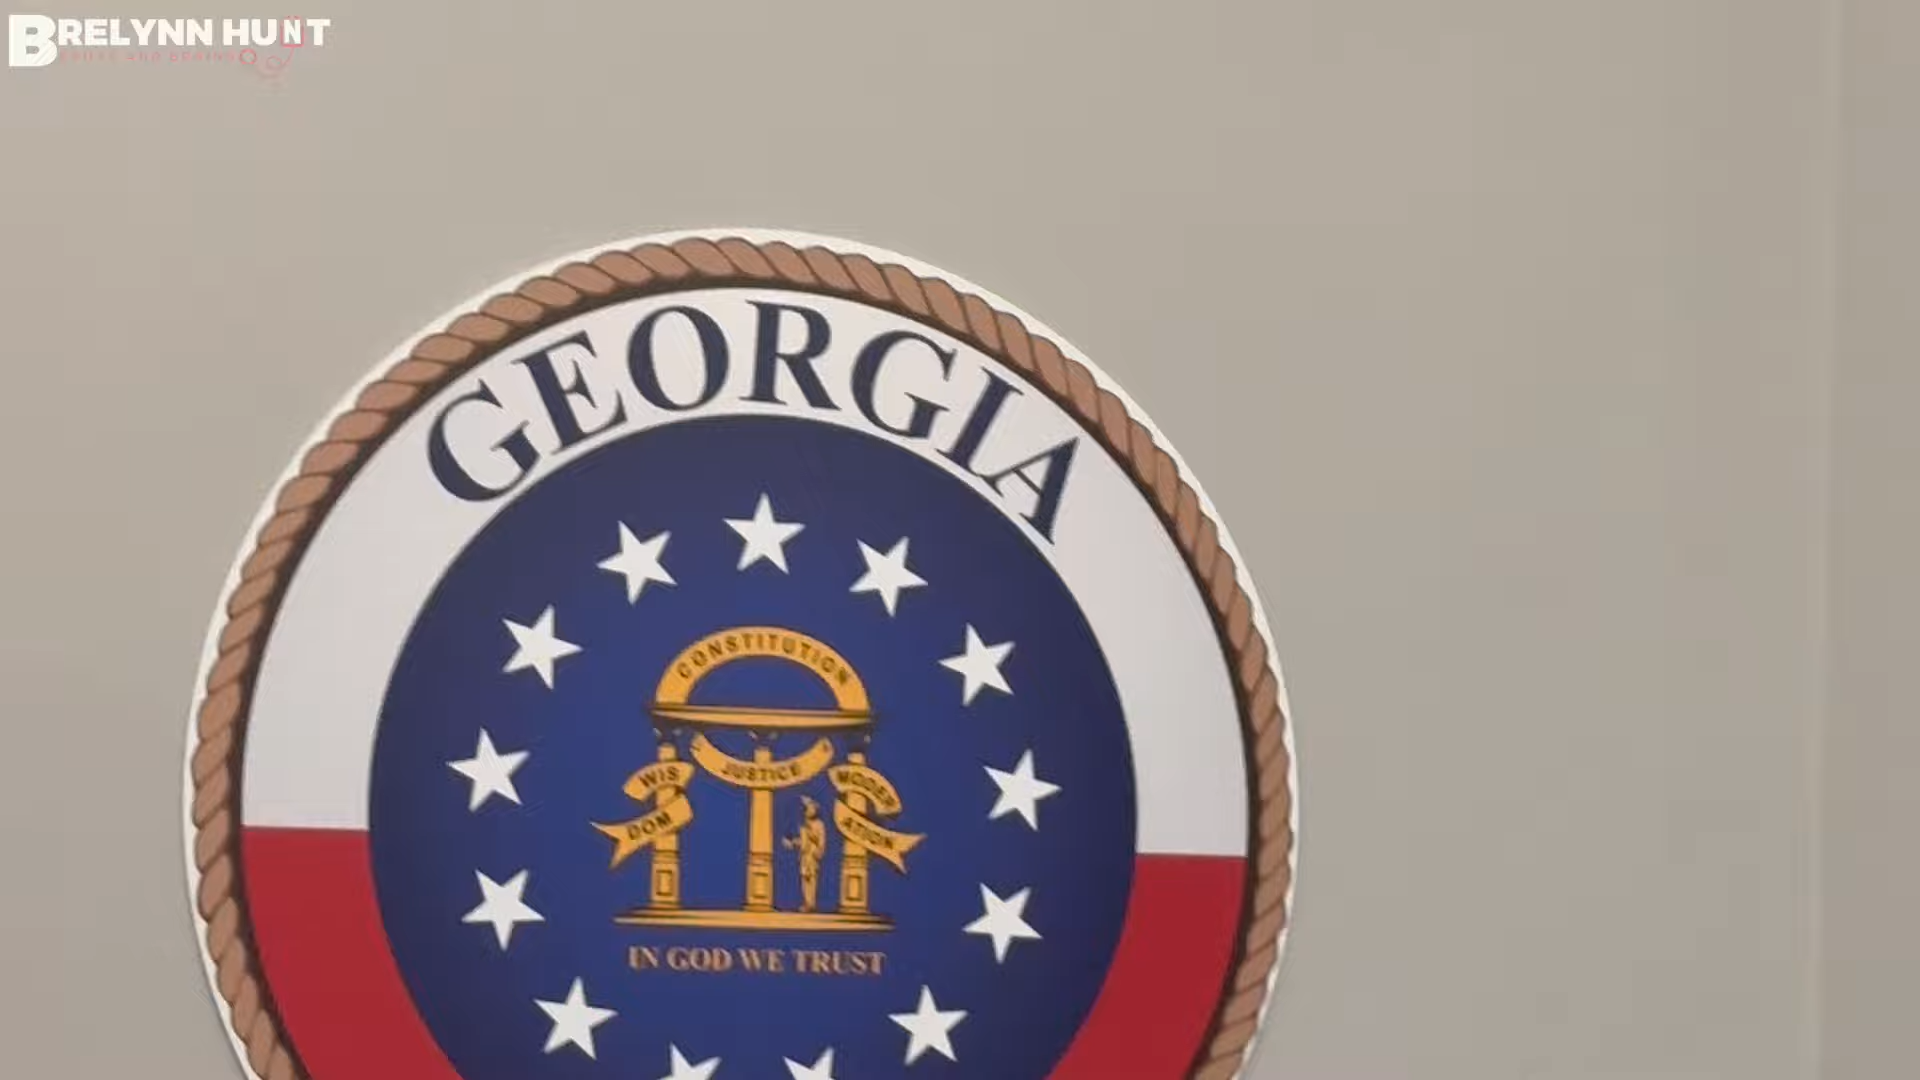 BRELYNN HUNT
GEORGIA
CONSTITUTION
WIS
DOM
JUSTICE
MODER
ATION
IN GOD WE TRUST